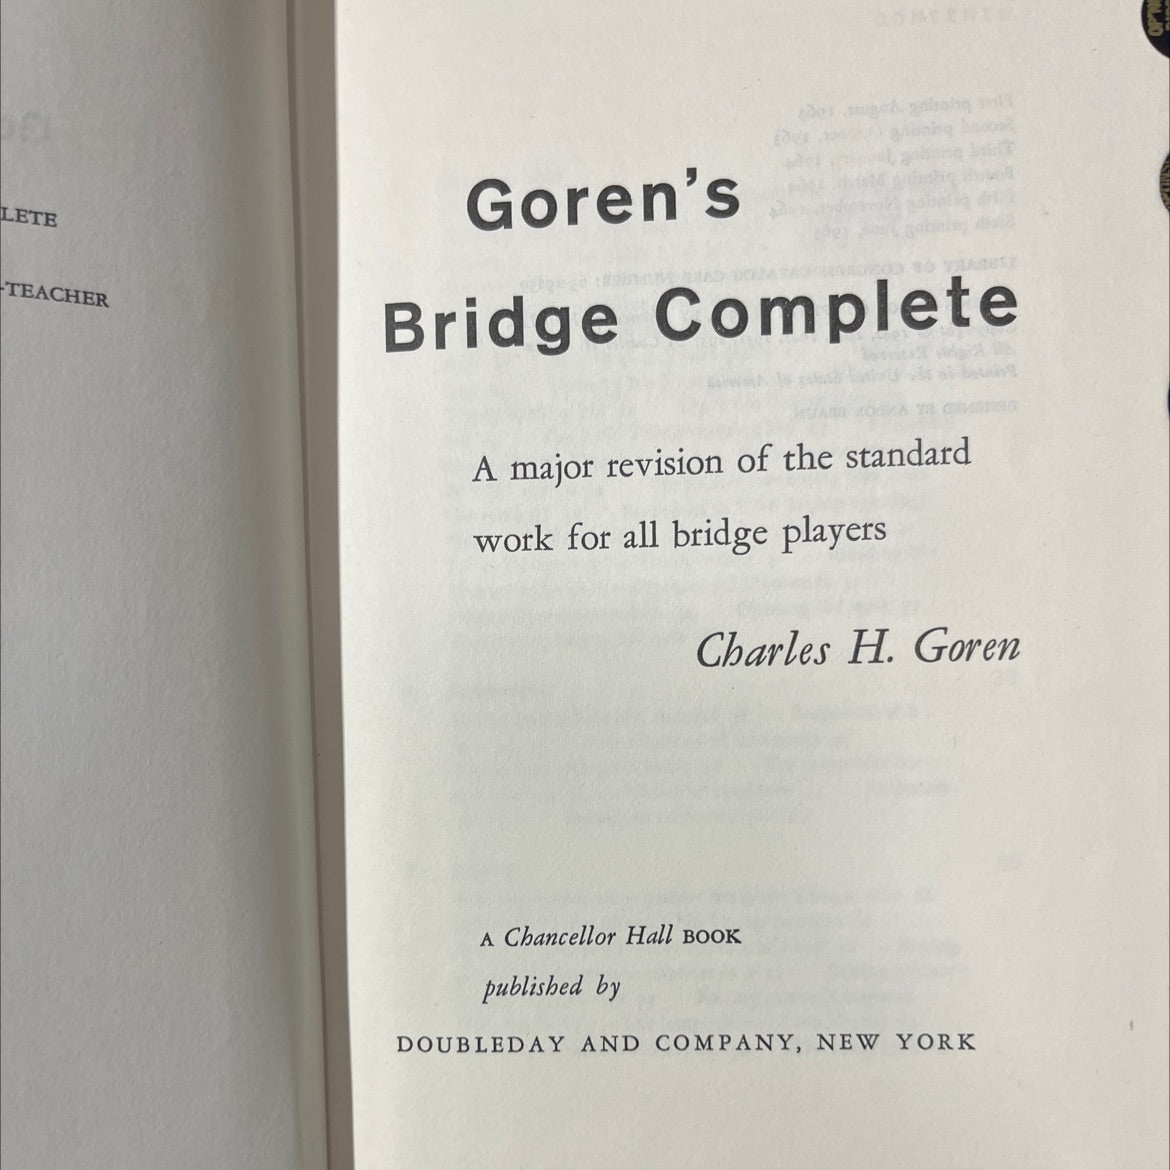 LETE
-TEACHER
Goren's
Bridge Complete
A major revision of the standard
work for all bridge players
Charles H. Goren
A Chancellor Hall BOOK
published by
DOUBLEDAY AND COMPANY, NEW YORK